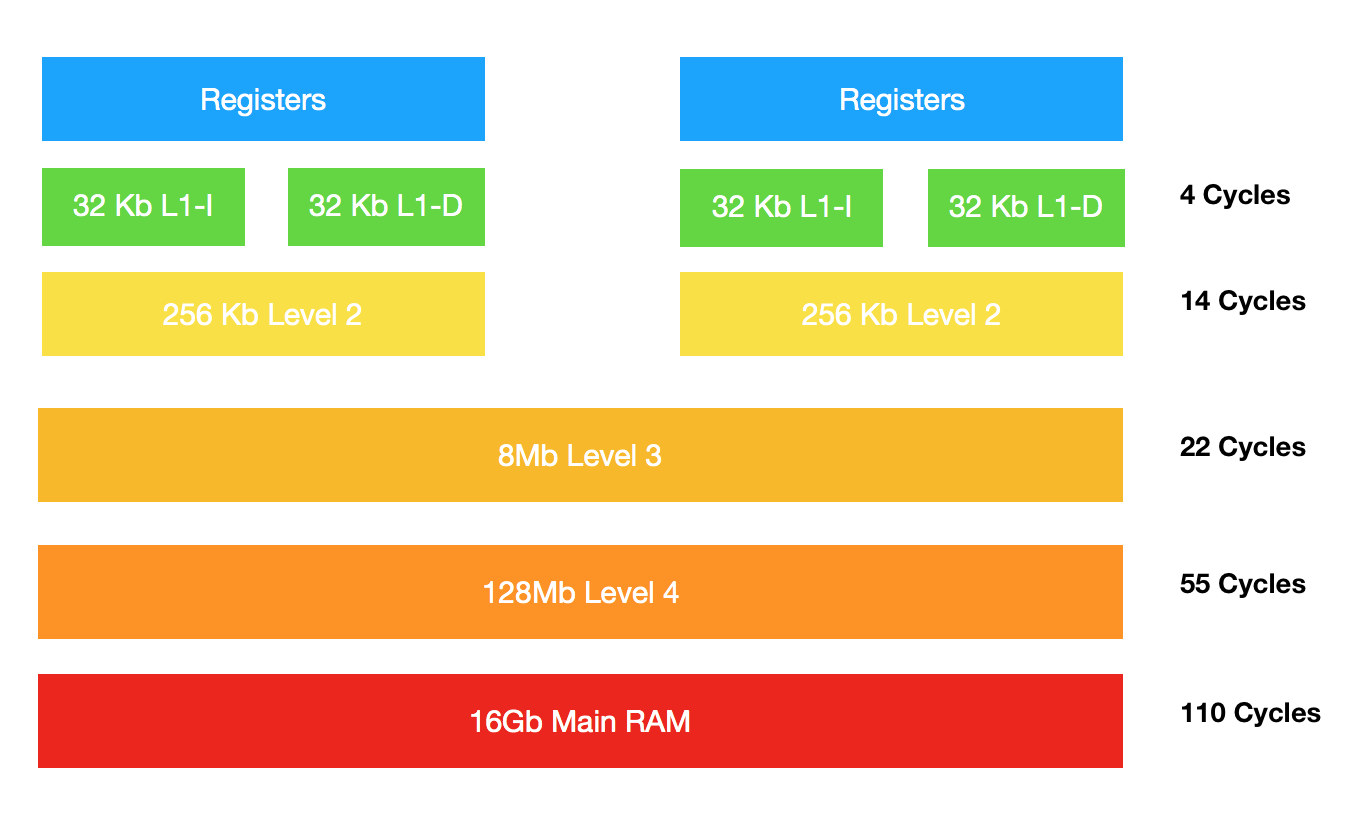 Registers
Registers
32 Kb L1-I
32 Kb L1-D
32 Kb L1-I
32 Kb L1-D
4 Cycles
256 Kb Level 2
256 Kb Level 2
14 Cycles
8Mb Level 3
22 Cycles
128Mb Level 4
55 Cycles
16Gb Main RAM
110 Cycles